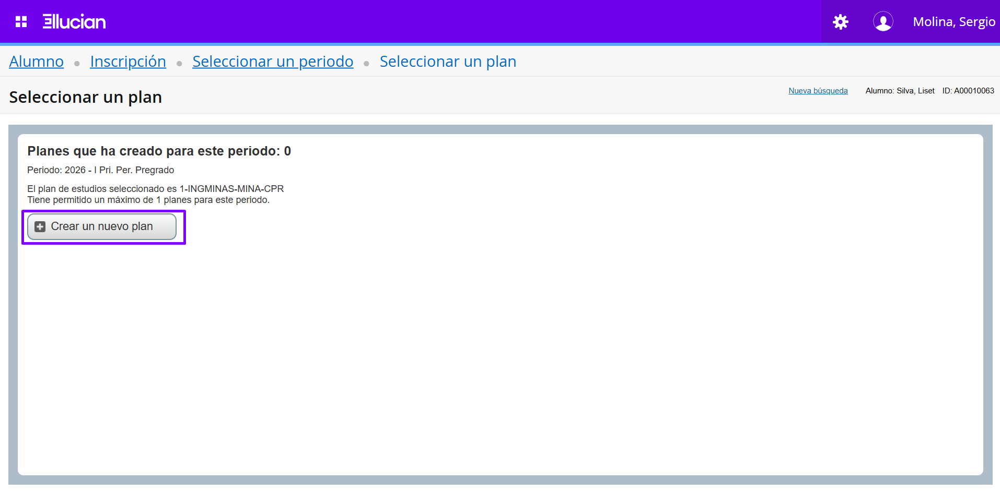 Ellucian
Molina, Sergio
Alumno • Inscripción • Seleccionar un periodo • Seleccionar un plan
Seleccionar un plan
Nueva búsqueda Alumno: Silva, Liset ID: A00010063
Planes que ha creado para este periodo: 0
Periodo: 2026 - I Pri. Per. Pregrado
El plan de estudios seleccionado es 1-INGMINAS-MINA-CPR
Tiene permitido un máximo de 1 planes para este periodo.
Crear un nuevo plan